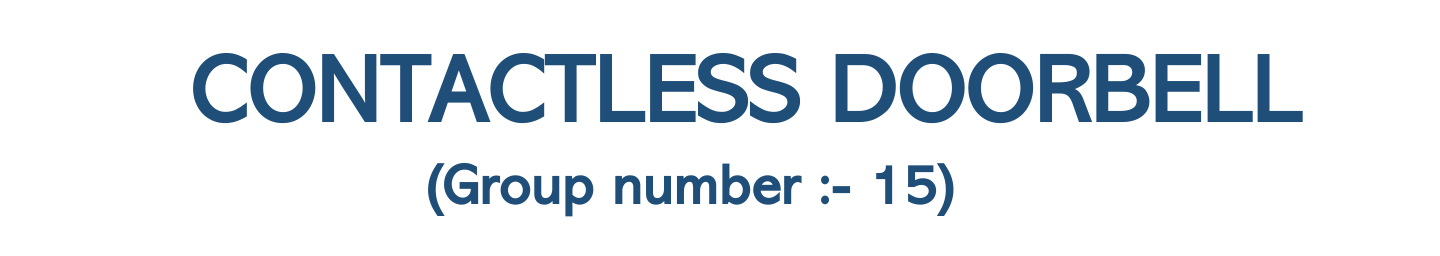 CONTACTLESS DOORBELL
(Group number :- 15)